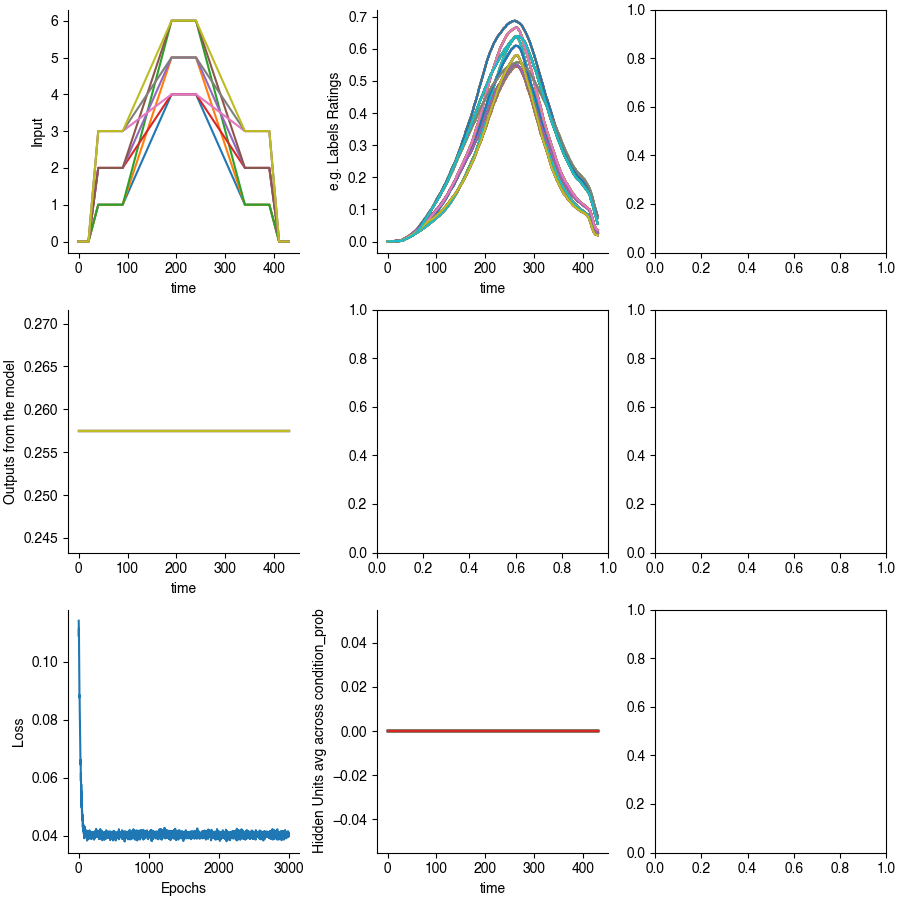 6
5
4
3
2
1
0
Input
0 100 200 300 400
time
0.7
0.6
0.5
0.4
0.3
0.2
0.1
0.0
e.g. Labels Ratings
0 100 200 300 400
time
1.0
0.8
0.6
0.4
0.2
0.0
0.0 0.2 0.4 0.6 0.8 1.0
0.270
0.265
0.260
0.255
0.250
0.245
Outputs from the model
0 100 200 300 400
time
1.0
0.8
0.6
0.4
0.2
0.0
0.0 0.2 0.4 0.6 0.8 1.0
1.0
0.8
0.6
0.4
0.2
0.0
0.0 0.2 0.4 0.6 0.8 1.0
0.10
0.08
0.06
0.04
Loss
0 1000 2000 3000
Epochs
0.04
0.02
0.00
−0.02
−0.04
Hidden Units avg across condition_prob
0 100 200 300 400
time
1.0
0.8
0.6
0.4
0.2
0.0
0.0 0.2 0.4 0.6 0.8 1.0